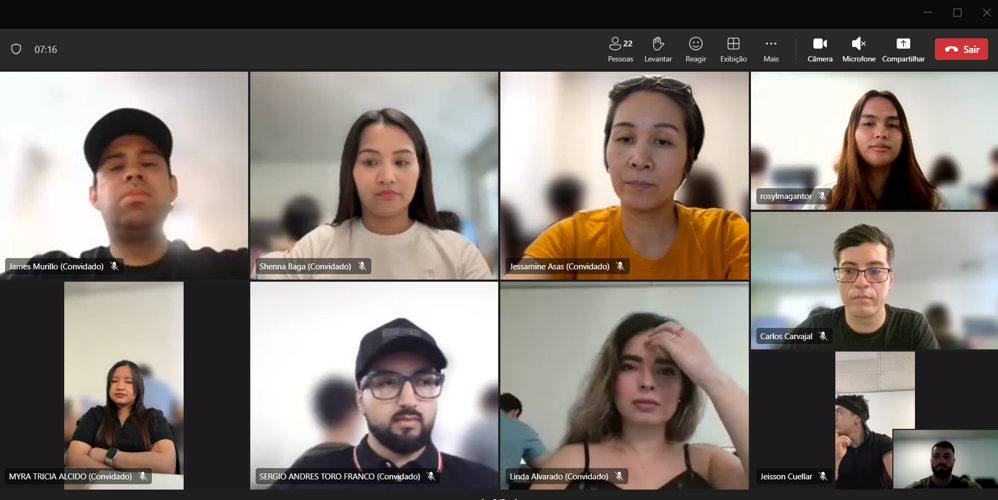 07:16
22
Pessoas
Levantar
Reagir
Exibição
Mais
Câmera
Microfone
Compartilhar
Sair
James Murillo (Convidado)
Shenna Baga (Convidado)
Jessamine Asas (Convidado)
rosylmagantor
Carlos Carvajal
MYRA TRICIA ALCIDO (Convidado)
SERGIO ANDRES TORO FRANCO (Convidado)
Linda Alvarado (Convidado)
Jeisson Cuellar